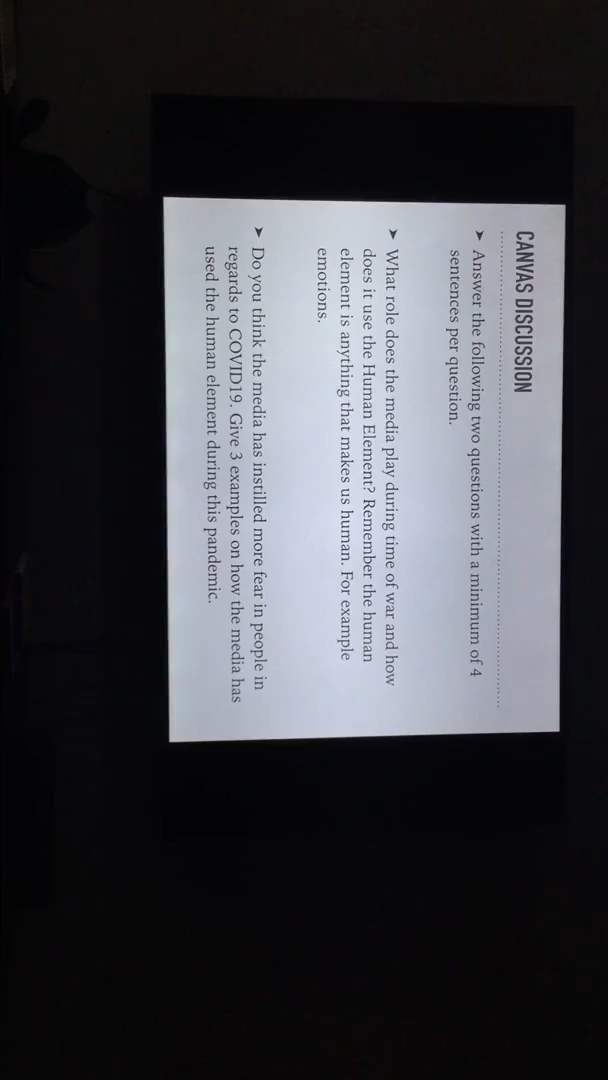 CANVAS DISCUSSION
➤ Answer the following two questions with a minimum of 4
sentences per question.
➤ What role does the media play during time of war and how
does it use the Human Element? Remember the human
element is anything that makes us human. For example
emotions.
➤ Do you think the media has instilled more fear in people in
regards to COVID19. Give 3 examples on how the media has
used the human element during this pandemic.